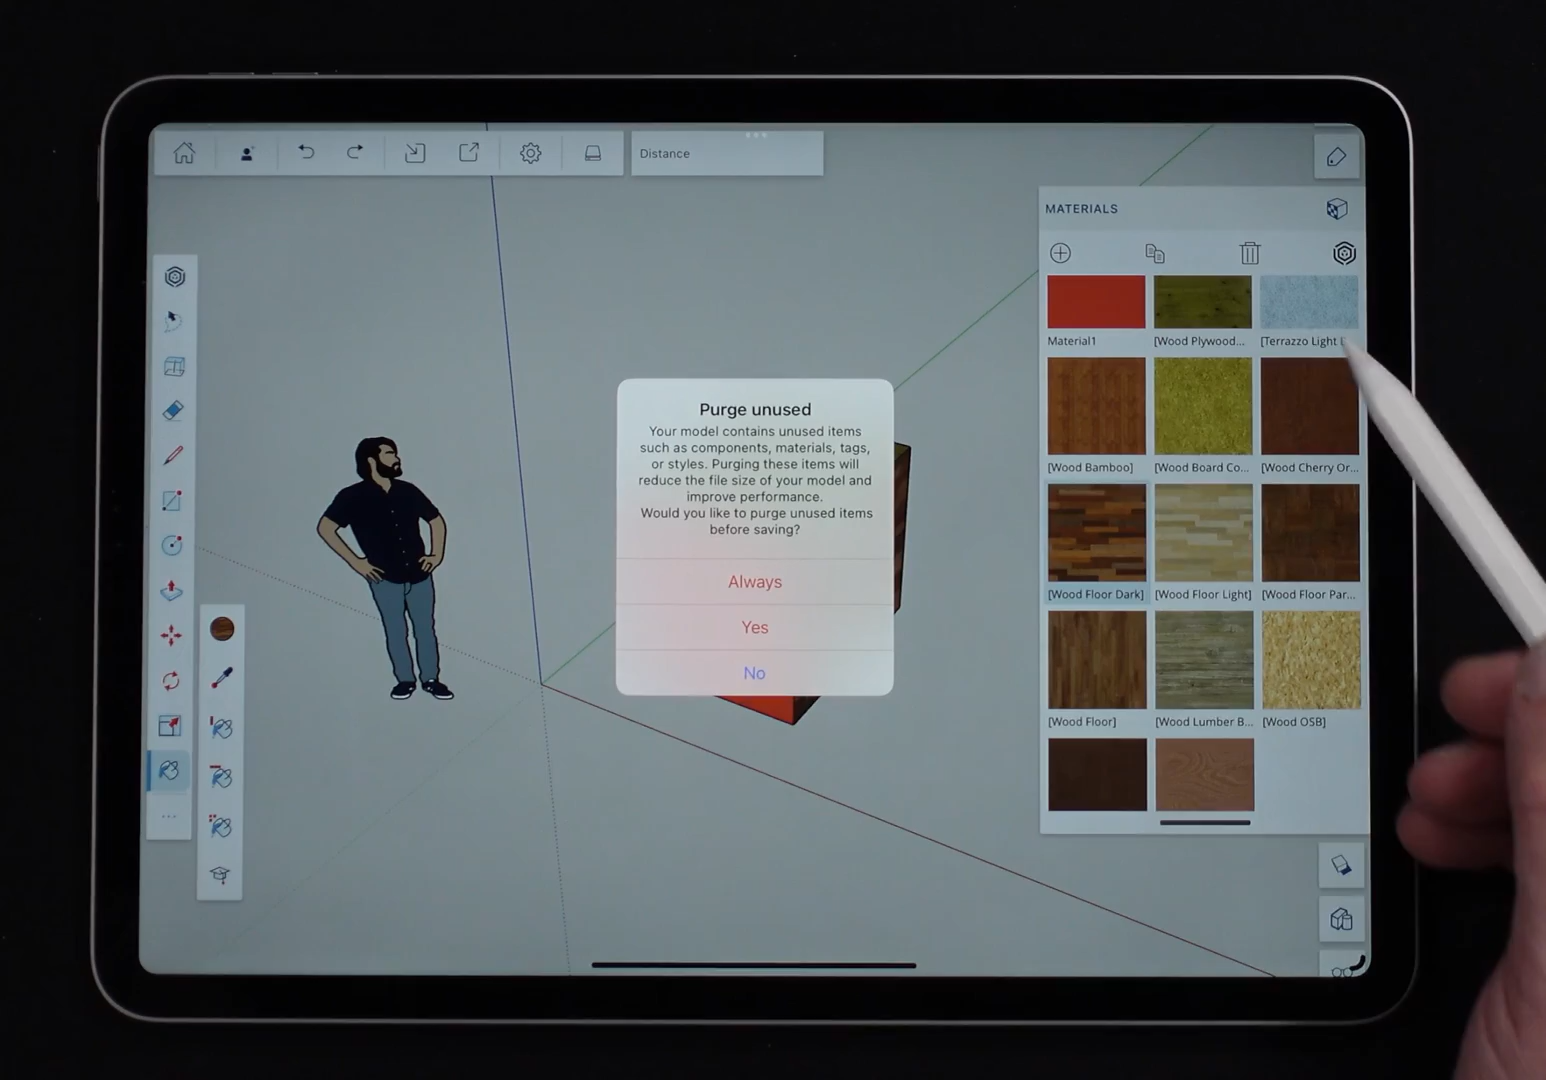 Distance
MATERIALS
Material1
[Wood Plywood...
[Terrazzo Light
[Wood Bamboo]
[Wood Board Co...
[Wood Cherry Or...
[Wood Floor Dark]
[Wood Floor Light]
[Wood Floor Par...
[Wood Floor]
[Wood Lumber B...
[Wood OSB]
Purge unused
Your model contains unused items
such as components, materials, tags,
or styles. Purging these items will
reduce the file size of your model and
improve performance.
Would you like to purge unused items
before saving?
Always
Yes
No